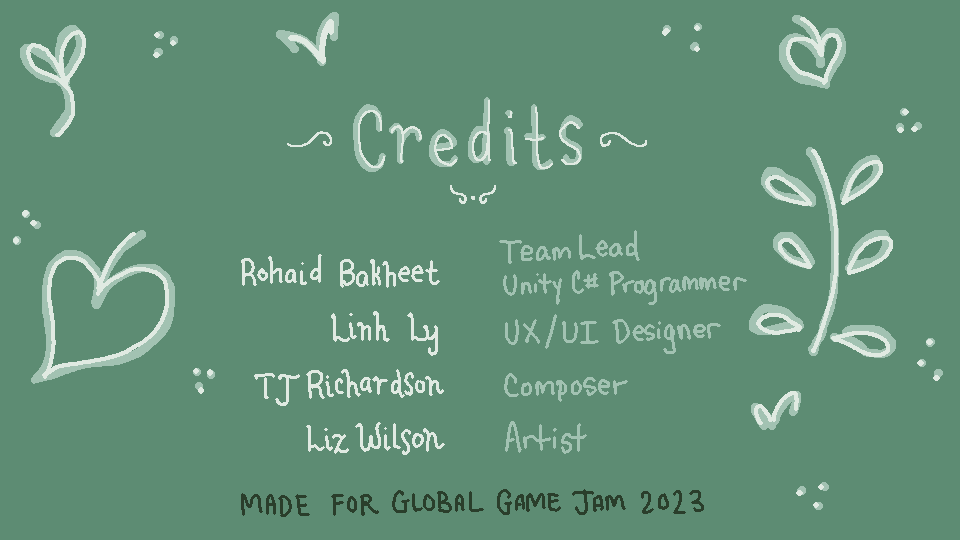 Credits
Rohaid Bakheet Team Lead
Unity C# Programmer
Linh Ly UX/UI Designer
TJ Richardson Composer
Liz Wilson Artist
MADE FOR GLOBAL GAME JAM 2023